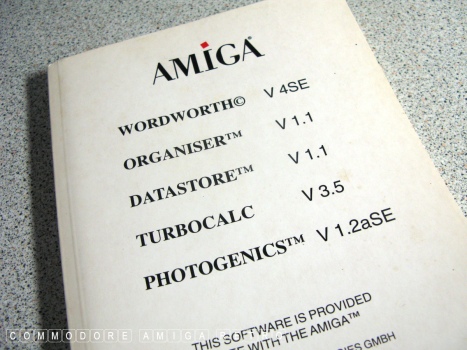 AMIGA
WORDWORTH© V 4SE
ORGANISER™ V 1.1
DATASTORE™ V 1.1
TURBOCALC V 3.5
PHOTOGENICS™ V 1.2aSE
THIS SOFTWARE IS PROVIDED
WITH THE AMIGA™
GMBH
COMMODORE AMIGA